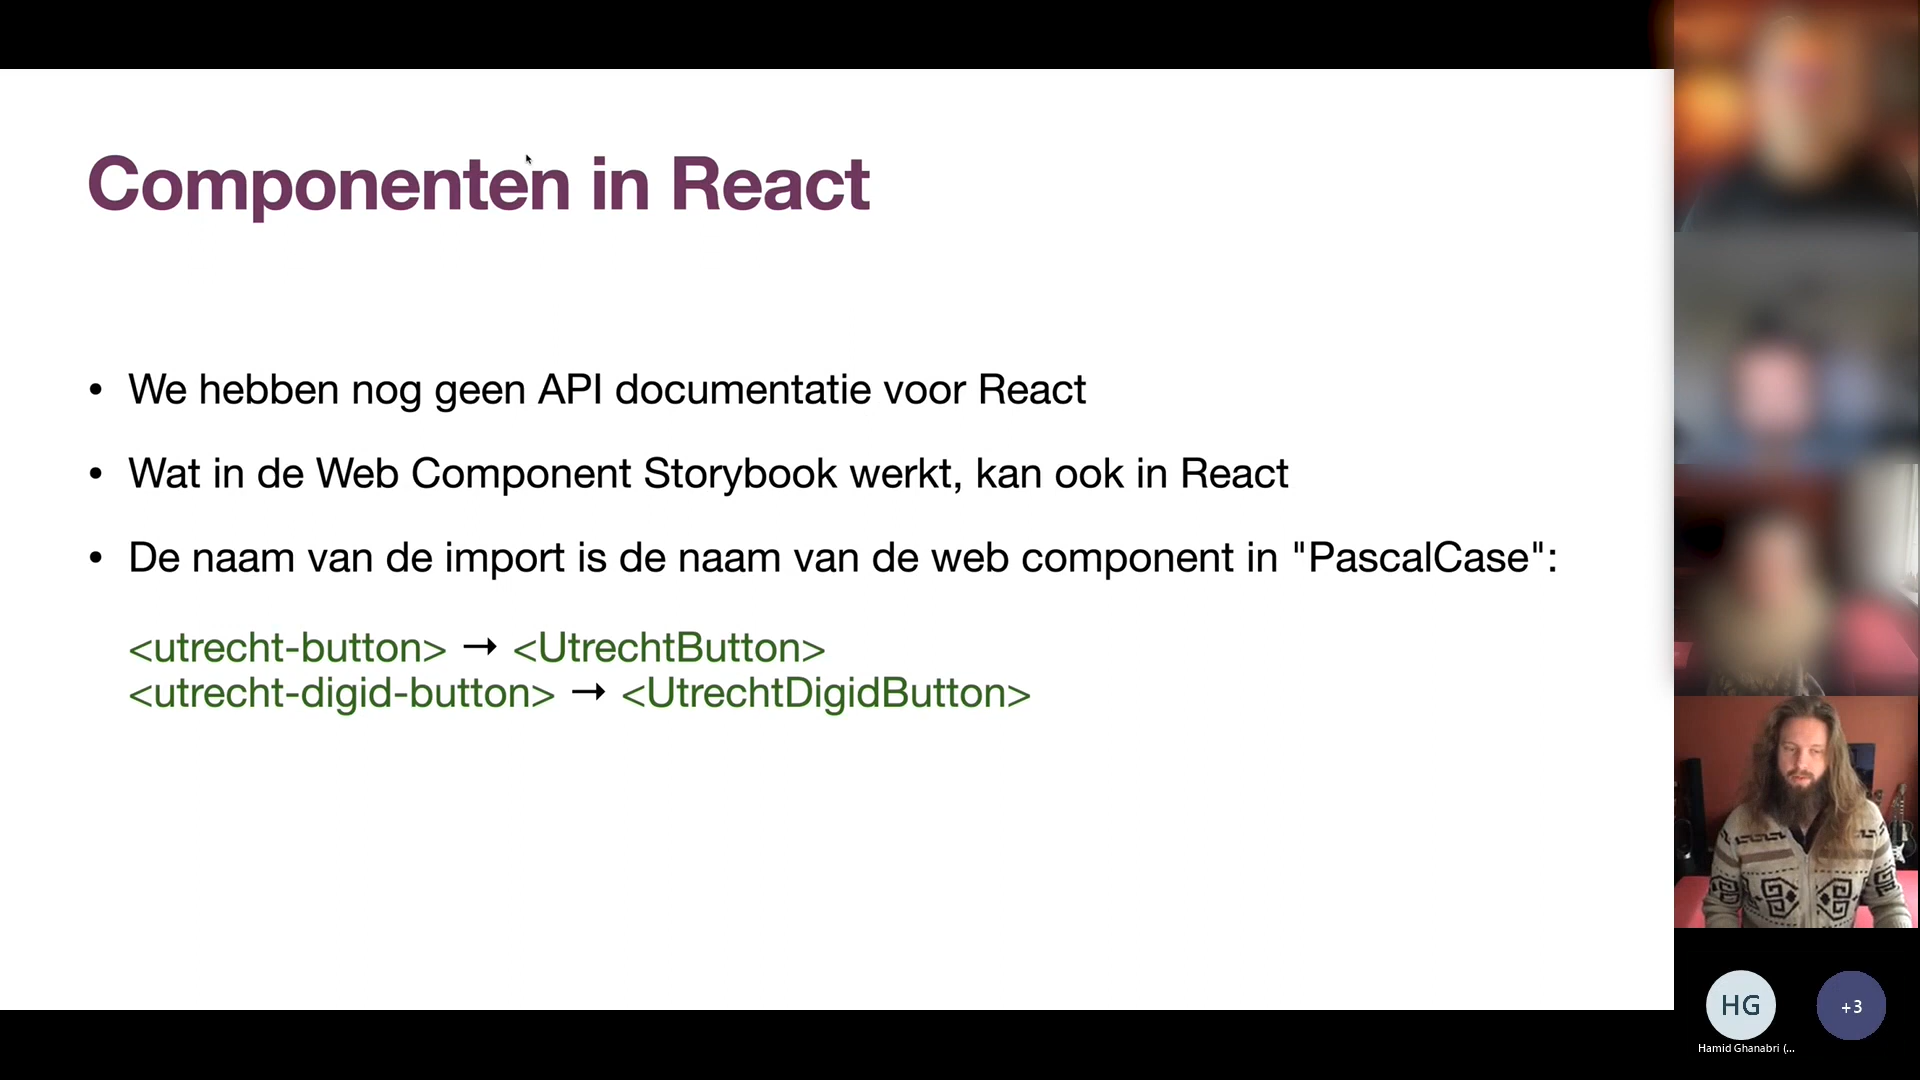 Componenten in React
• We hebben nog geen API documentatie voor React
• Wat in de Web Component Storybook werkt, kan ook in React
• De naam van de import is de naam van de web component in "PascalCase":
<utrecht-button> → <UtrechtButton>
<utrecht-digid-button> → <UtrechtDigidButton>
HG
+3
Hamid Ghanabri (...